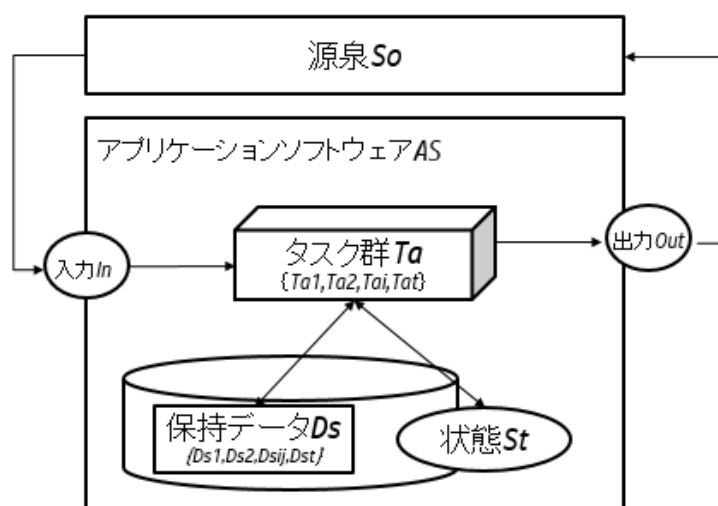 源泉So
アプリケーションソフトウェアAS
入力In
タスク群Ta
{Ta1,Ta2,Tai,Tat}
出力Out
保持データDs
{Ds1,Ds2,Dsij,Dst}
状態St